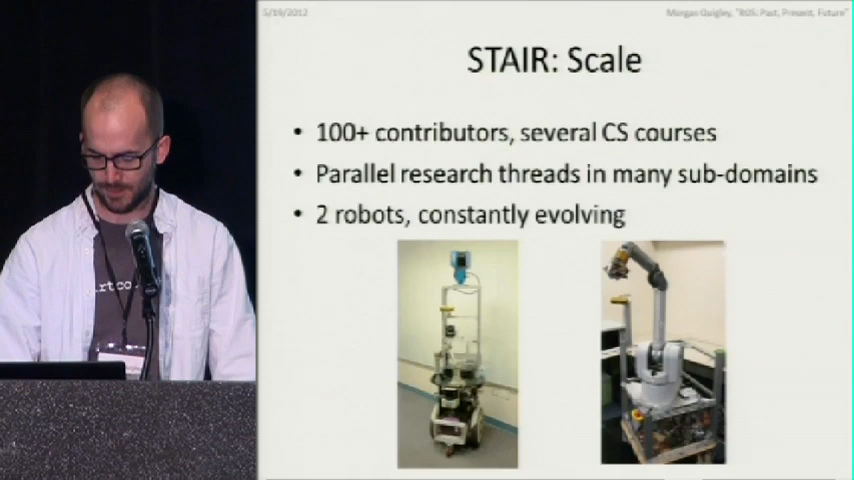 5/19/2012
Morgan Quigley, "ROS: Past, Present, Future"
STAIR: Scale
• 100+ contributors, several CS courses
• Parallel research threads in many sub-domains
• 2 robots, constantly evolving